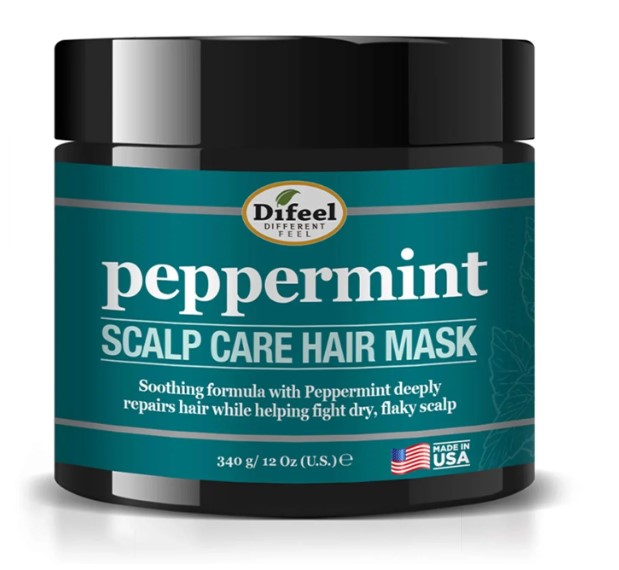 Difeel
DIFFERENT
FEEL
peppermint
SCALP CARE HAIR MASK
Soothing formula with Peppermint deeply
repairs hair while helping fight dry, flaky scalp
340 g/ 12 Oz (U.S.) ℮
MADE IN
USA